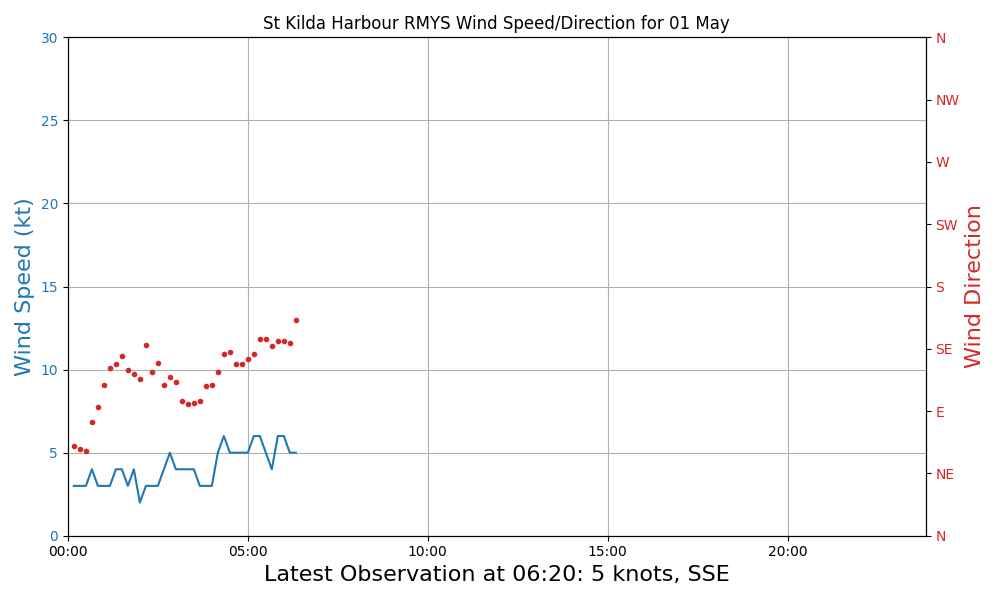 St Kilda Harbour RMYS Wind Speed/Direction for 01 May
30
25
20
15
10
5
0
Wind Speed (kt)
N
NW
W
SW
S
SE
E
NE
N
Wind Direction
00:00 05:00 10:00 15:00 20:00
Latest Observation at 06:20: 5 knots, SSE